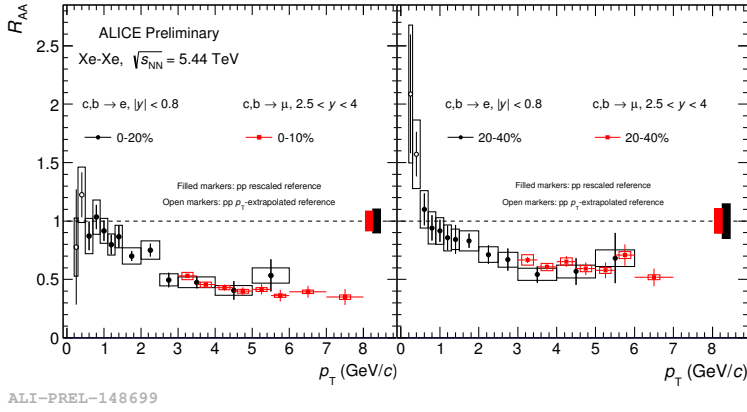 R_AA
2.5
2
1.5
1
0.5
0
ALICE Preliminary
Xe-Xe, √s_NN = 5.44 TeV
c,b → e, |y| < 0.8 c,b → μ, 2.5 < y < 4
0-20% 0-10%
Filled markers: pp rescaled reference
Open markers: pp p_T-extrapolated reference
0 1 2 3 4 5 6 7 8
p_T (GeV/c)
c,b → e, |y| < 0.8 c,b → μ, 2.5 < y < 4
20-40% 20-40%
Filled markers: pp rescaled reference
Open markers: pp p_T-extrapolated reference
0 1 2 3 4 5 6 7 8
p_T (GeV/c)
ALI-PREL-148699